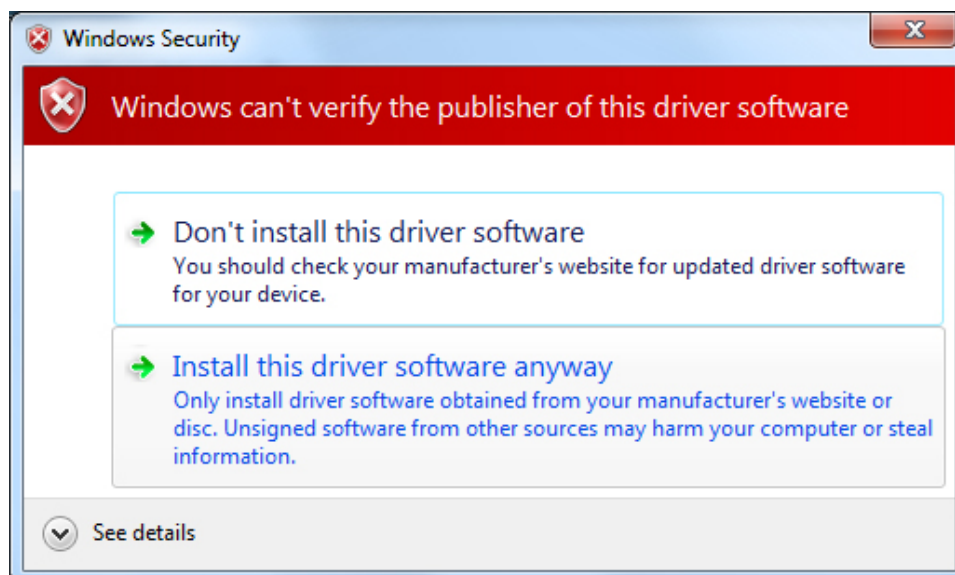 Windows Security
Windows can't verify the publisher of this driver software
Don't install this driver software
You should check your manufacturer's website for updated driver software
for your device.
Install this driver software anyway
Only install driver software obtained from your manufacturer's website or
disc. Unsigned software from other sources may harm your computer or steal
information.
See details